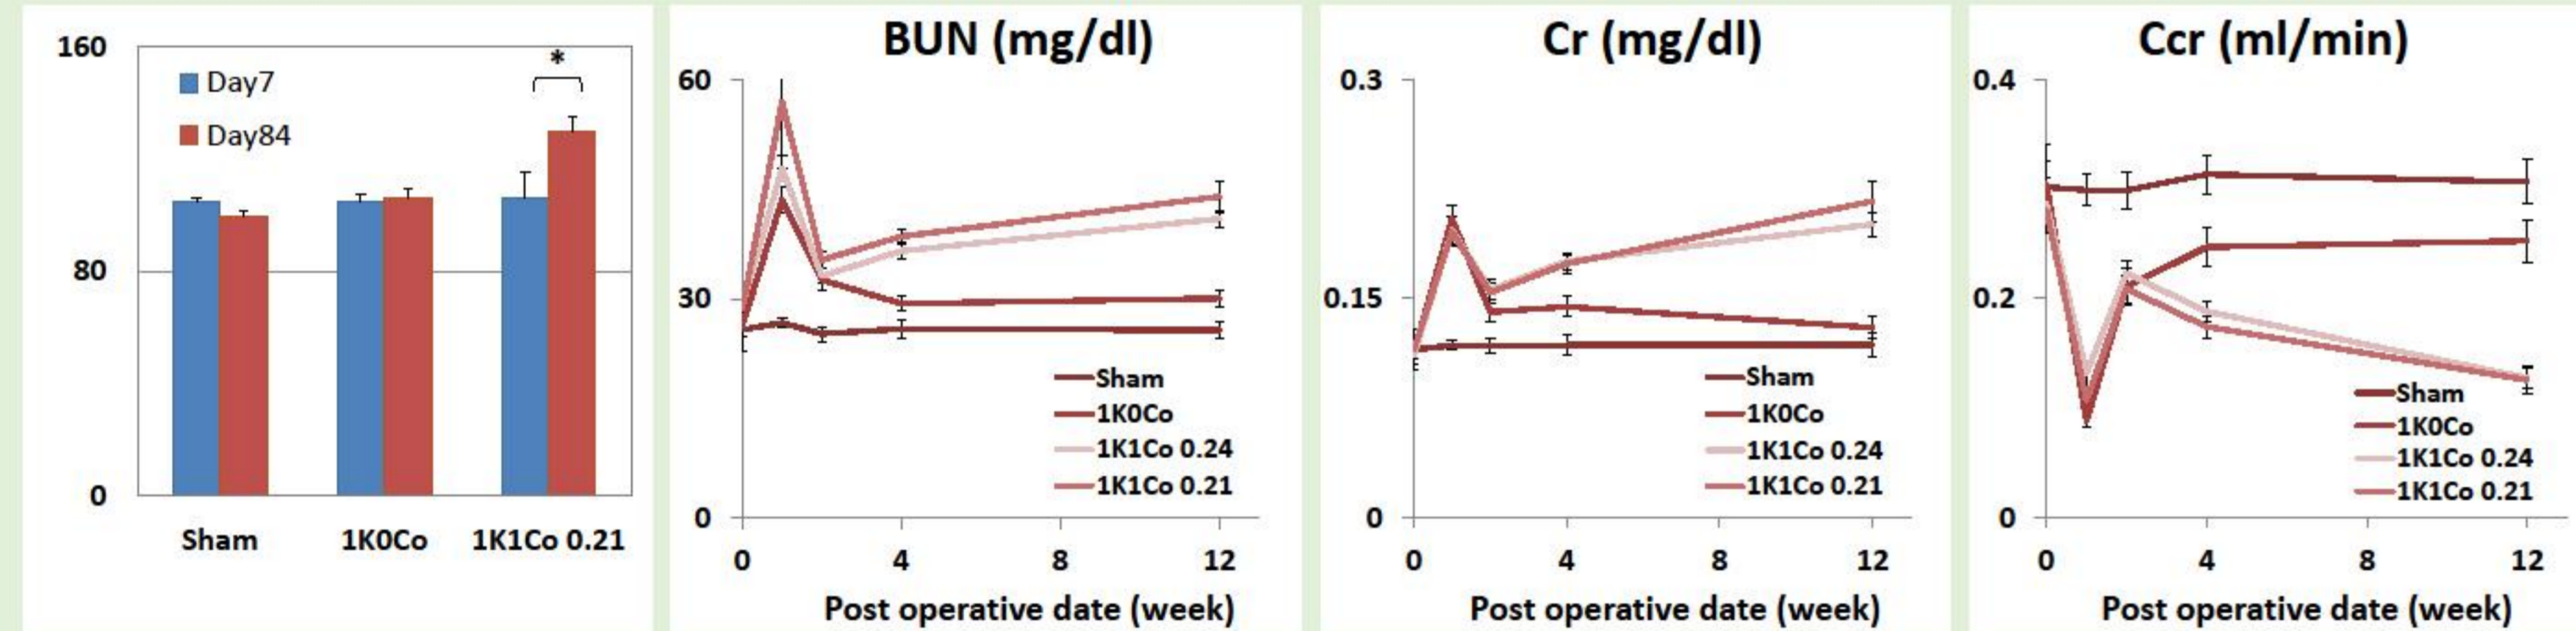 160
80
0
Day7
Day84
*
Sham
1K0Co
1K1Co 0.21
BUN (mg/dl)
60
30
0
Sham
1K0Co
1K1Co 0.24
1K1Co 0.21
0 4 8 12
Post operative date (week)
Cr (mg/dl)
0.3
0.15
0
Sham
1K0Co
1K1Co 0.24
1K1Co 0.21
0 4 8 12
Post operative date (week)
Ccr (ml/min)
0.4
0.2
0
Sham
1K0Co
1K1Co 0.24
1K1Co 0.21
0 4 8 12
Post operative date (week)